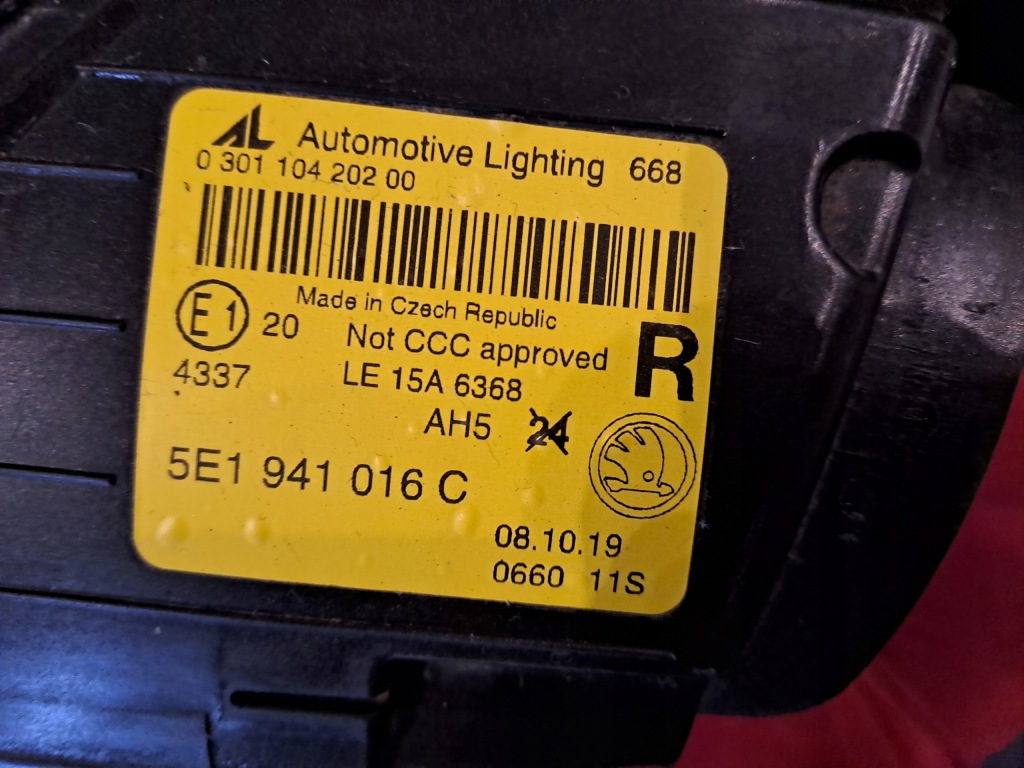 AL Automotive Lighting 668
0 301 104 202 00
Made in Czech Republic
E1 20 Not CCC approved R
4337 LE 15A 6368
AH5 24
5E1 941 016 C
08.10.19
0660 11S